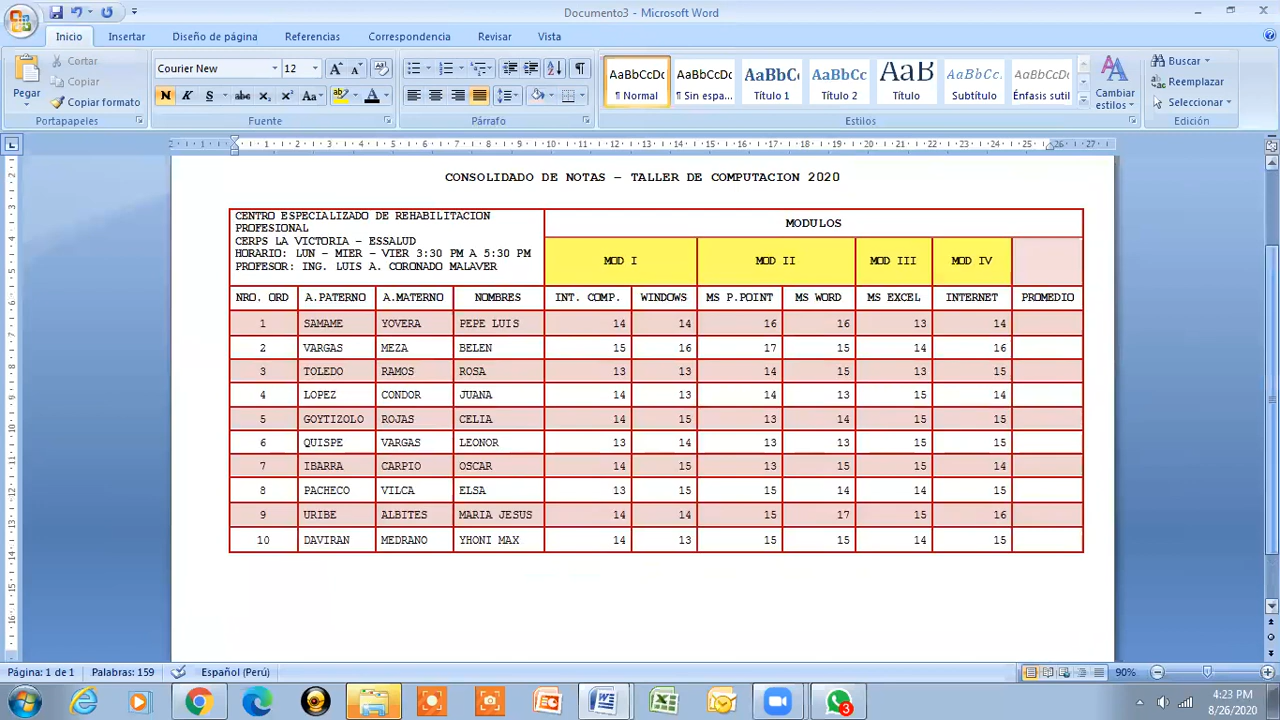 Documento3 - Microsoft Word
Inicio Insertar Diseño de página Referencias Correspondencia Revisar Vista
Pegar
Cortar
Copiar
Copiar formato
Portapapeles
Courier New 12
N K S abc x₂ x² Aa
Fuente
Párrafo
AaBbCcDc AaBbCcDc AaBbC AaBbCc AaB AaBbCc. AaBbCcDc
¶ Normal ¶ Sin espa... Título 1 Título 2 Título Subtítulo Énfasis sutil
Cambiar estilos
Estilos
Buscar
Reemplazar
Seleccionar
Edición
CONSOLIDADO DE NOTAS – TALLER DE COMPUTACION 2020
CENTRO ESPECIALIZADO DE REHABILITACION
PROFESIONAL
CERPS LA VICTORIA – ESSALUD
HORARIO: LUN – MIER – VIER 3:30 PM A 5:30 PM
PROFESOR: ING. LUIS A. CORONADO MALAVER
MODULOS
MOD I MOD II MOD III MOD IV
NRO. ORD A.PATERNO A.MATERNO NOMBRES INT. COMP. WINDOWS MS P.POINT MS WORD MS EXCEL INTERNET PROMEDIO
1 SAMAME YOVERA PEPE LUIS 14 14 16 16 13 14
2 VARGAS MEZA BELEN 15 16 17 15 14 16
3 TOLEDO RAMOS ROSA 13 13 14 15 13 15
4 LOPEZ CONDOR JUANA 14 13 14 13 15 14
5 GOYTIZOLO ROJAS CELIA 14 15 13 14 15 15
6 QUISPE VARGAS LEONOR 13 14 13 13 15 15
7 IBARRA CARPIO OSCAR 14 15 13 15 15 14
8 PACHECO VILCA ELSA 13 15 15 14 14 15
9 URIBE ALBITES MARIA JESUS 14 14 15 17 15 16
10 DAVIRAN MEDRANO YHONI MAX 14 13 15 15 14 15
Página: 1 de 1 Palabras: 159 Español (Perú) 90%
3
4:23 PM
8/26/2020